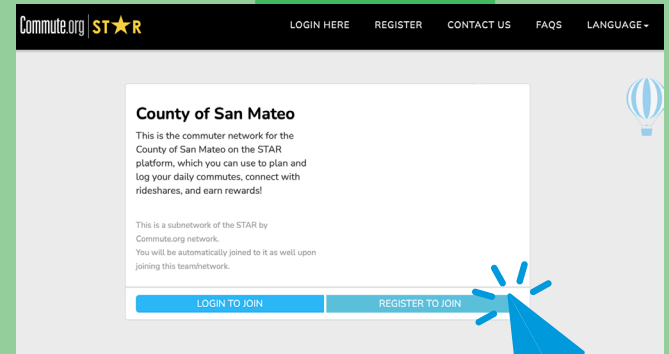 Commute.org | ST★R LOGIN HERE REGISTER CONTACT US FAQS LANGUAGE
County of San Mateo
This is the commuter network for the
County of San Mateo on the STAR
platform, which you can use to plan and
log your daily commutes, connect with
rideshares, and earn rewards!
This is a subnetwork of the STAR by
Commute.org network.
You will be automatically joined to it as well upon
joining this team/network.
LOGIN TO JOIN REGISTER TO JOIN